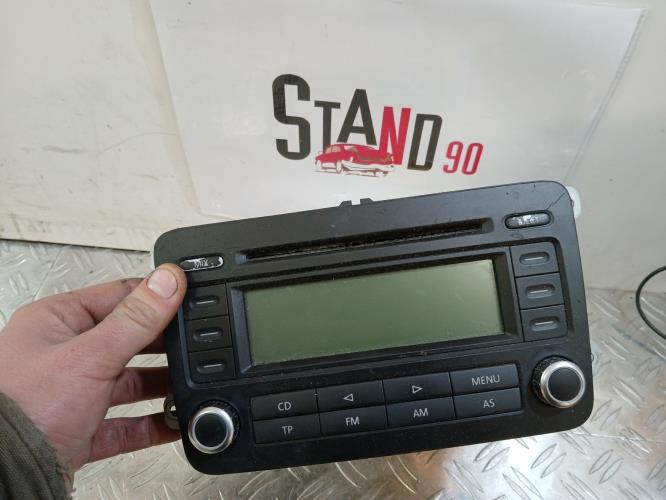 STAND 90
CD MENU
TP FM AM AS